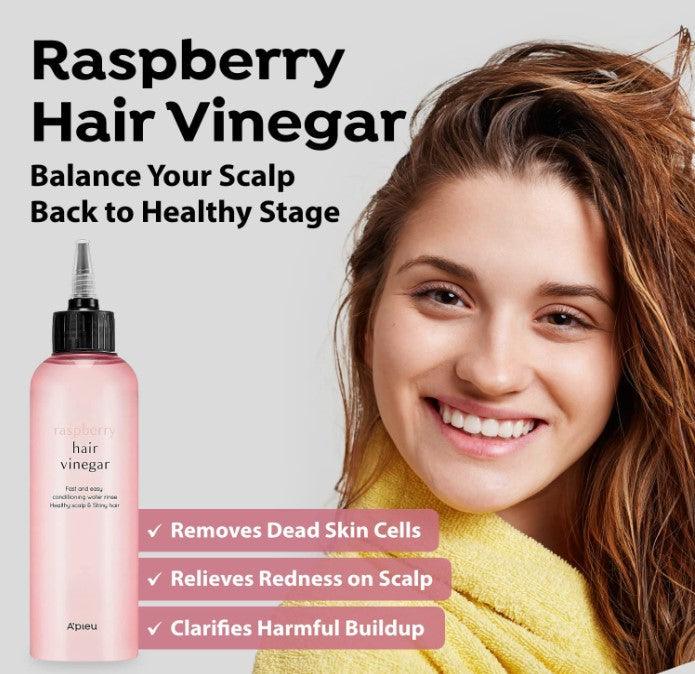 Raspberry
Hair Vinegar
Balance Your Scalp
Back to Healthy Stage
raspberry
hair
vinegar
Fast and easy
conditioning water rinse
Healthy scalp & Shiny hair
A'pieu
✓ Removes Dead Skin Cells
✓ Relieves Redness on Scalp
✓ Clarifies Harmful Buildup